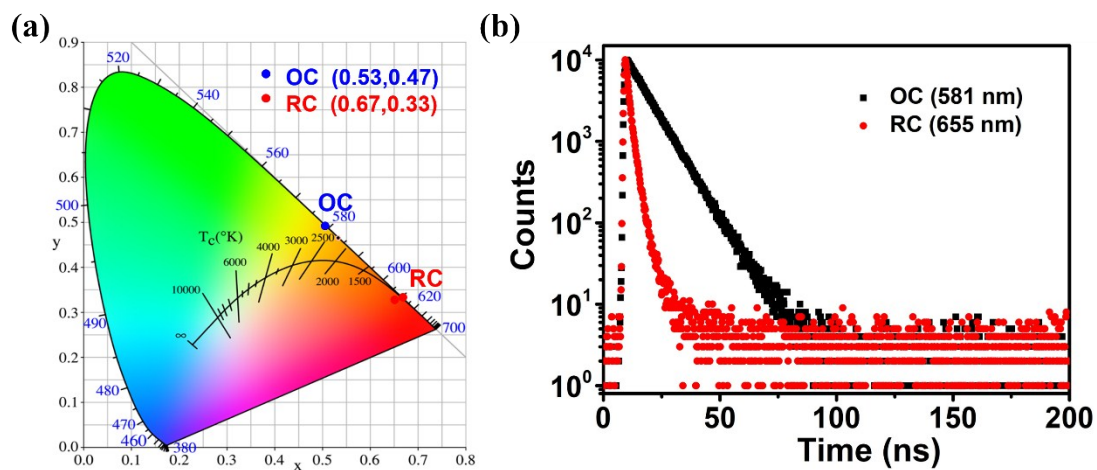 (a)
0.9
0.8
0.7
0.6
0.5
y
0.4
0.3
0.2
0.1
0.0
0.0 0.1 0.2 0.3 0.4 0.5 0.6 0.7 0.8
x
520
540
560
580
600
620
700
500
490
480
470
460
380
OC (0.53,0.47)
RC (0.67,0.33)
OC
RC
Tc(°K)
∞
10000
6000
4000
3000
2500
2000
1500
(b)
OC (581 nm)
RC (655 nm)
Counts
10⁴
10³
10²
10¹
10⁰
0 50 100 150 200
Time (ns)